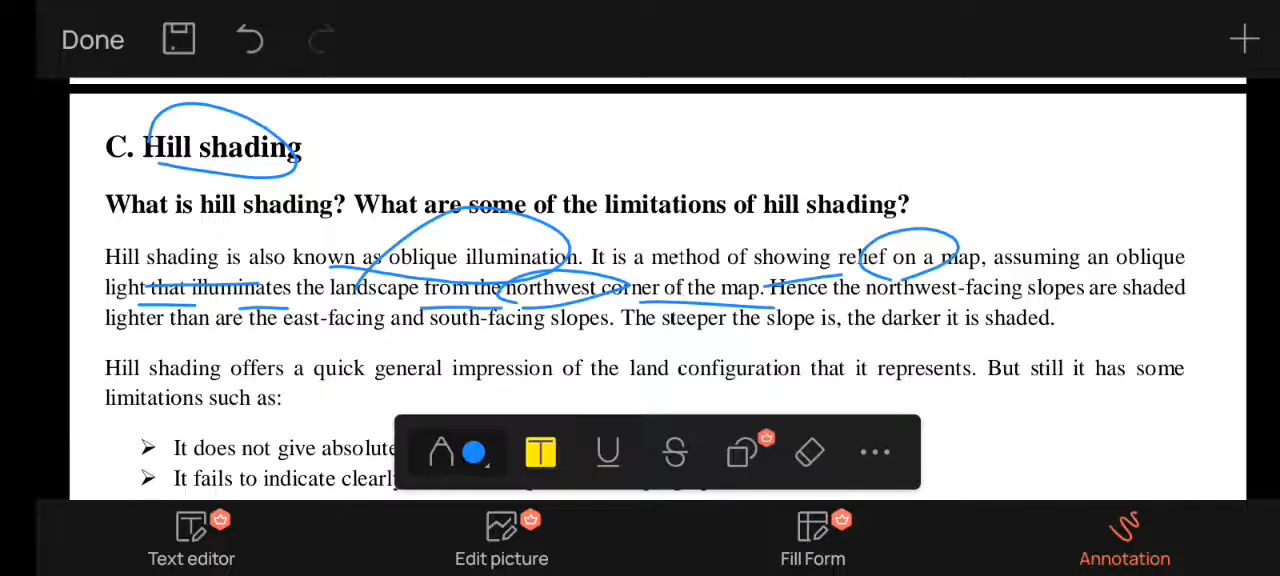 Done
C. Hill shading
What is hill shading? What are some of the limitations of hill shading?
Hill shading is also known as oblique illumination. It is a method of showing relief on a map, assuming an oblique
light that illuminates the landscape from the northwest corner of the map. Hence the northwest-facing slopes are shaded
lighter than are the east-facing and south-facing slopes. The steeper the slope is, the darker it is shaded.
Hill shading offers a quick general impression of the land configuration that it represents. But still it has some
limitations such as:
➢ It does not give absolute
➢ It fails to indicate
Text editor
Edit picture
Fill Form
Annotation